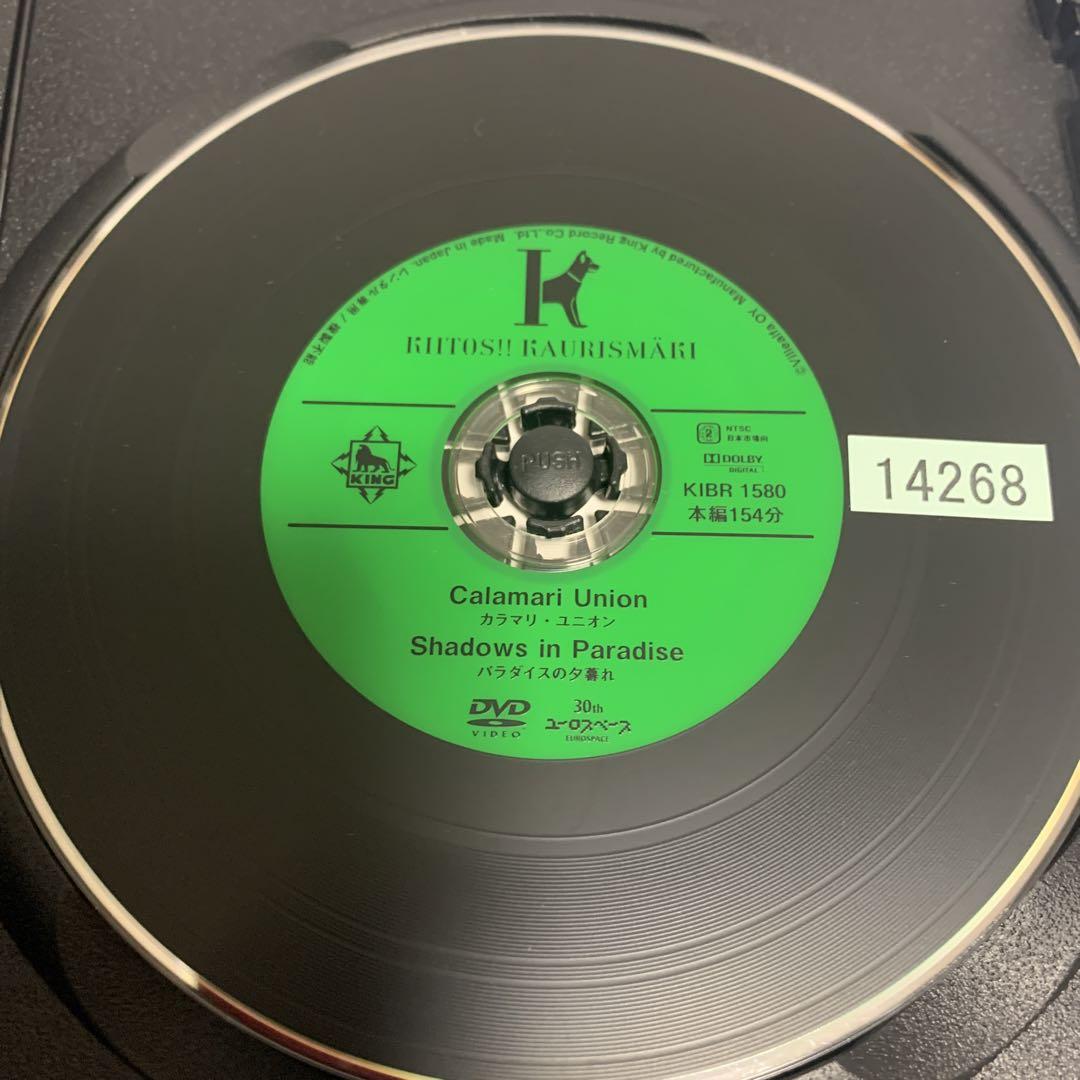 ©Villealfa OY Manufactured by King Record Co.,Ltd. Made in Japan. レンタル専用/複製不能
K
KIITOS!! KAURISMÄKI
KING
2
NTSC
日本市場向
DOLBY
DIGITAL
KIBR 1580
本編154分
PUSH
14268
Calamari Union
カラマリ・ユニオン
Shadows in Paradise
パラダイスの夕暮れ
DVD
VIDEO
30th
ユーロスペース
EUROSPACE